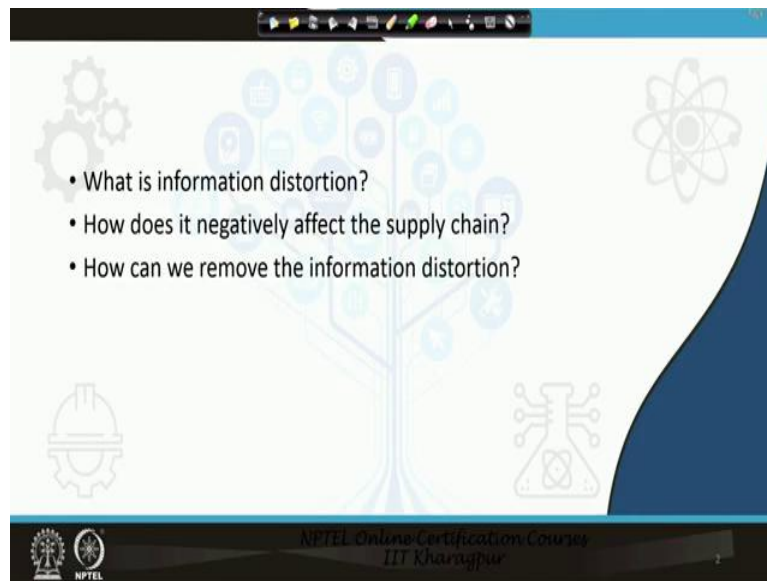 • What is information distortion?
• How does it negatively affect the supply chain?
• How can we remove the information distortion?
NPTEL Online Certification Courses
IIT Kharagpur
NPTEL
2